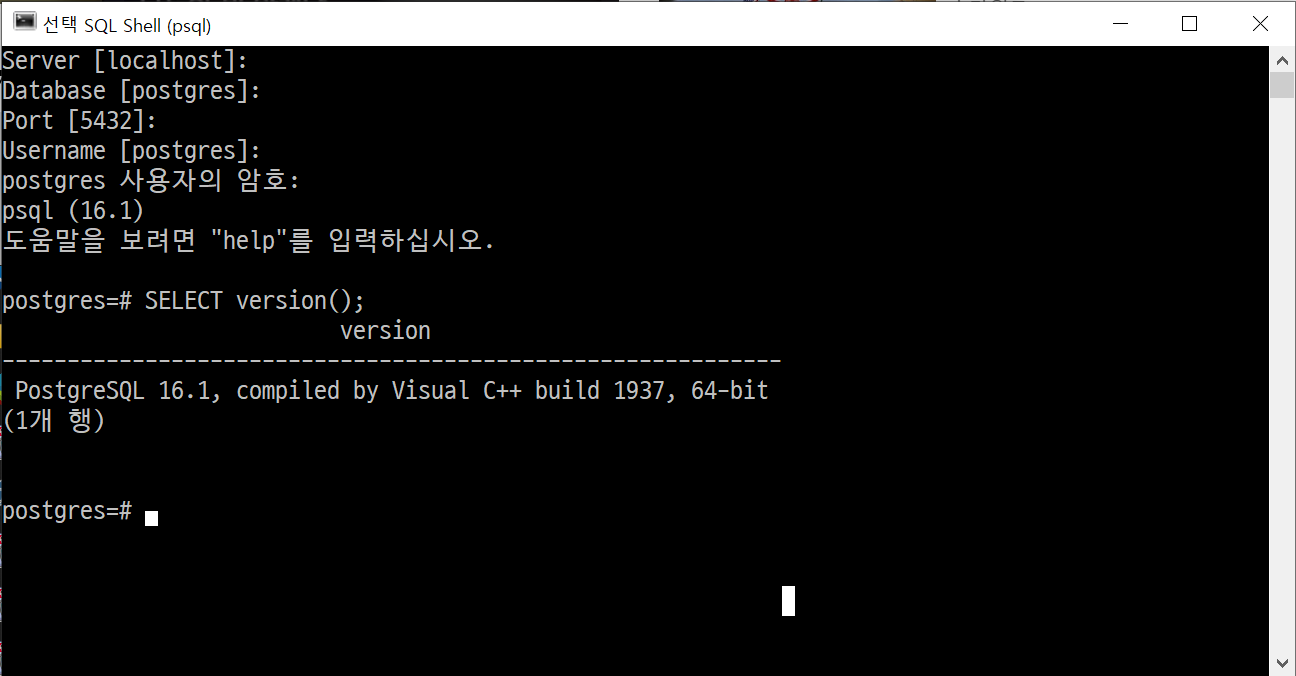 선택 SQL Shell (psql)
Server [localhost]:
Database [postgres]:
Port [5432]:
Username [postgres]:
postgres 사용자의 암호:
psql (16.1)
도움말을 보려면 "help"를 입력하십시오.
postgres=# SELECT version();
version
------------------------------------------------------------
PostgreSQL 16.1, compiled by Visual C++ build 1937, 64-bit
(1개 행)
postgres=#